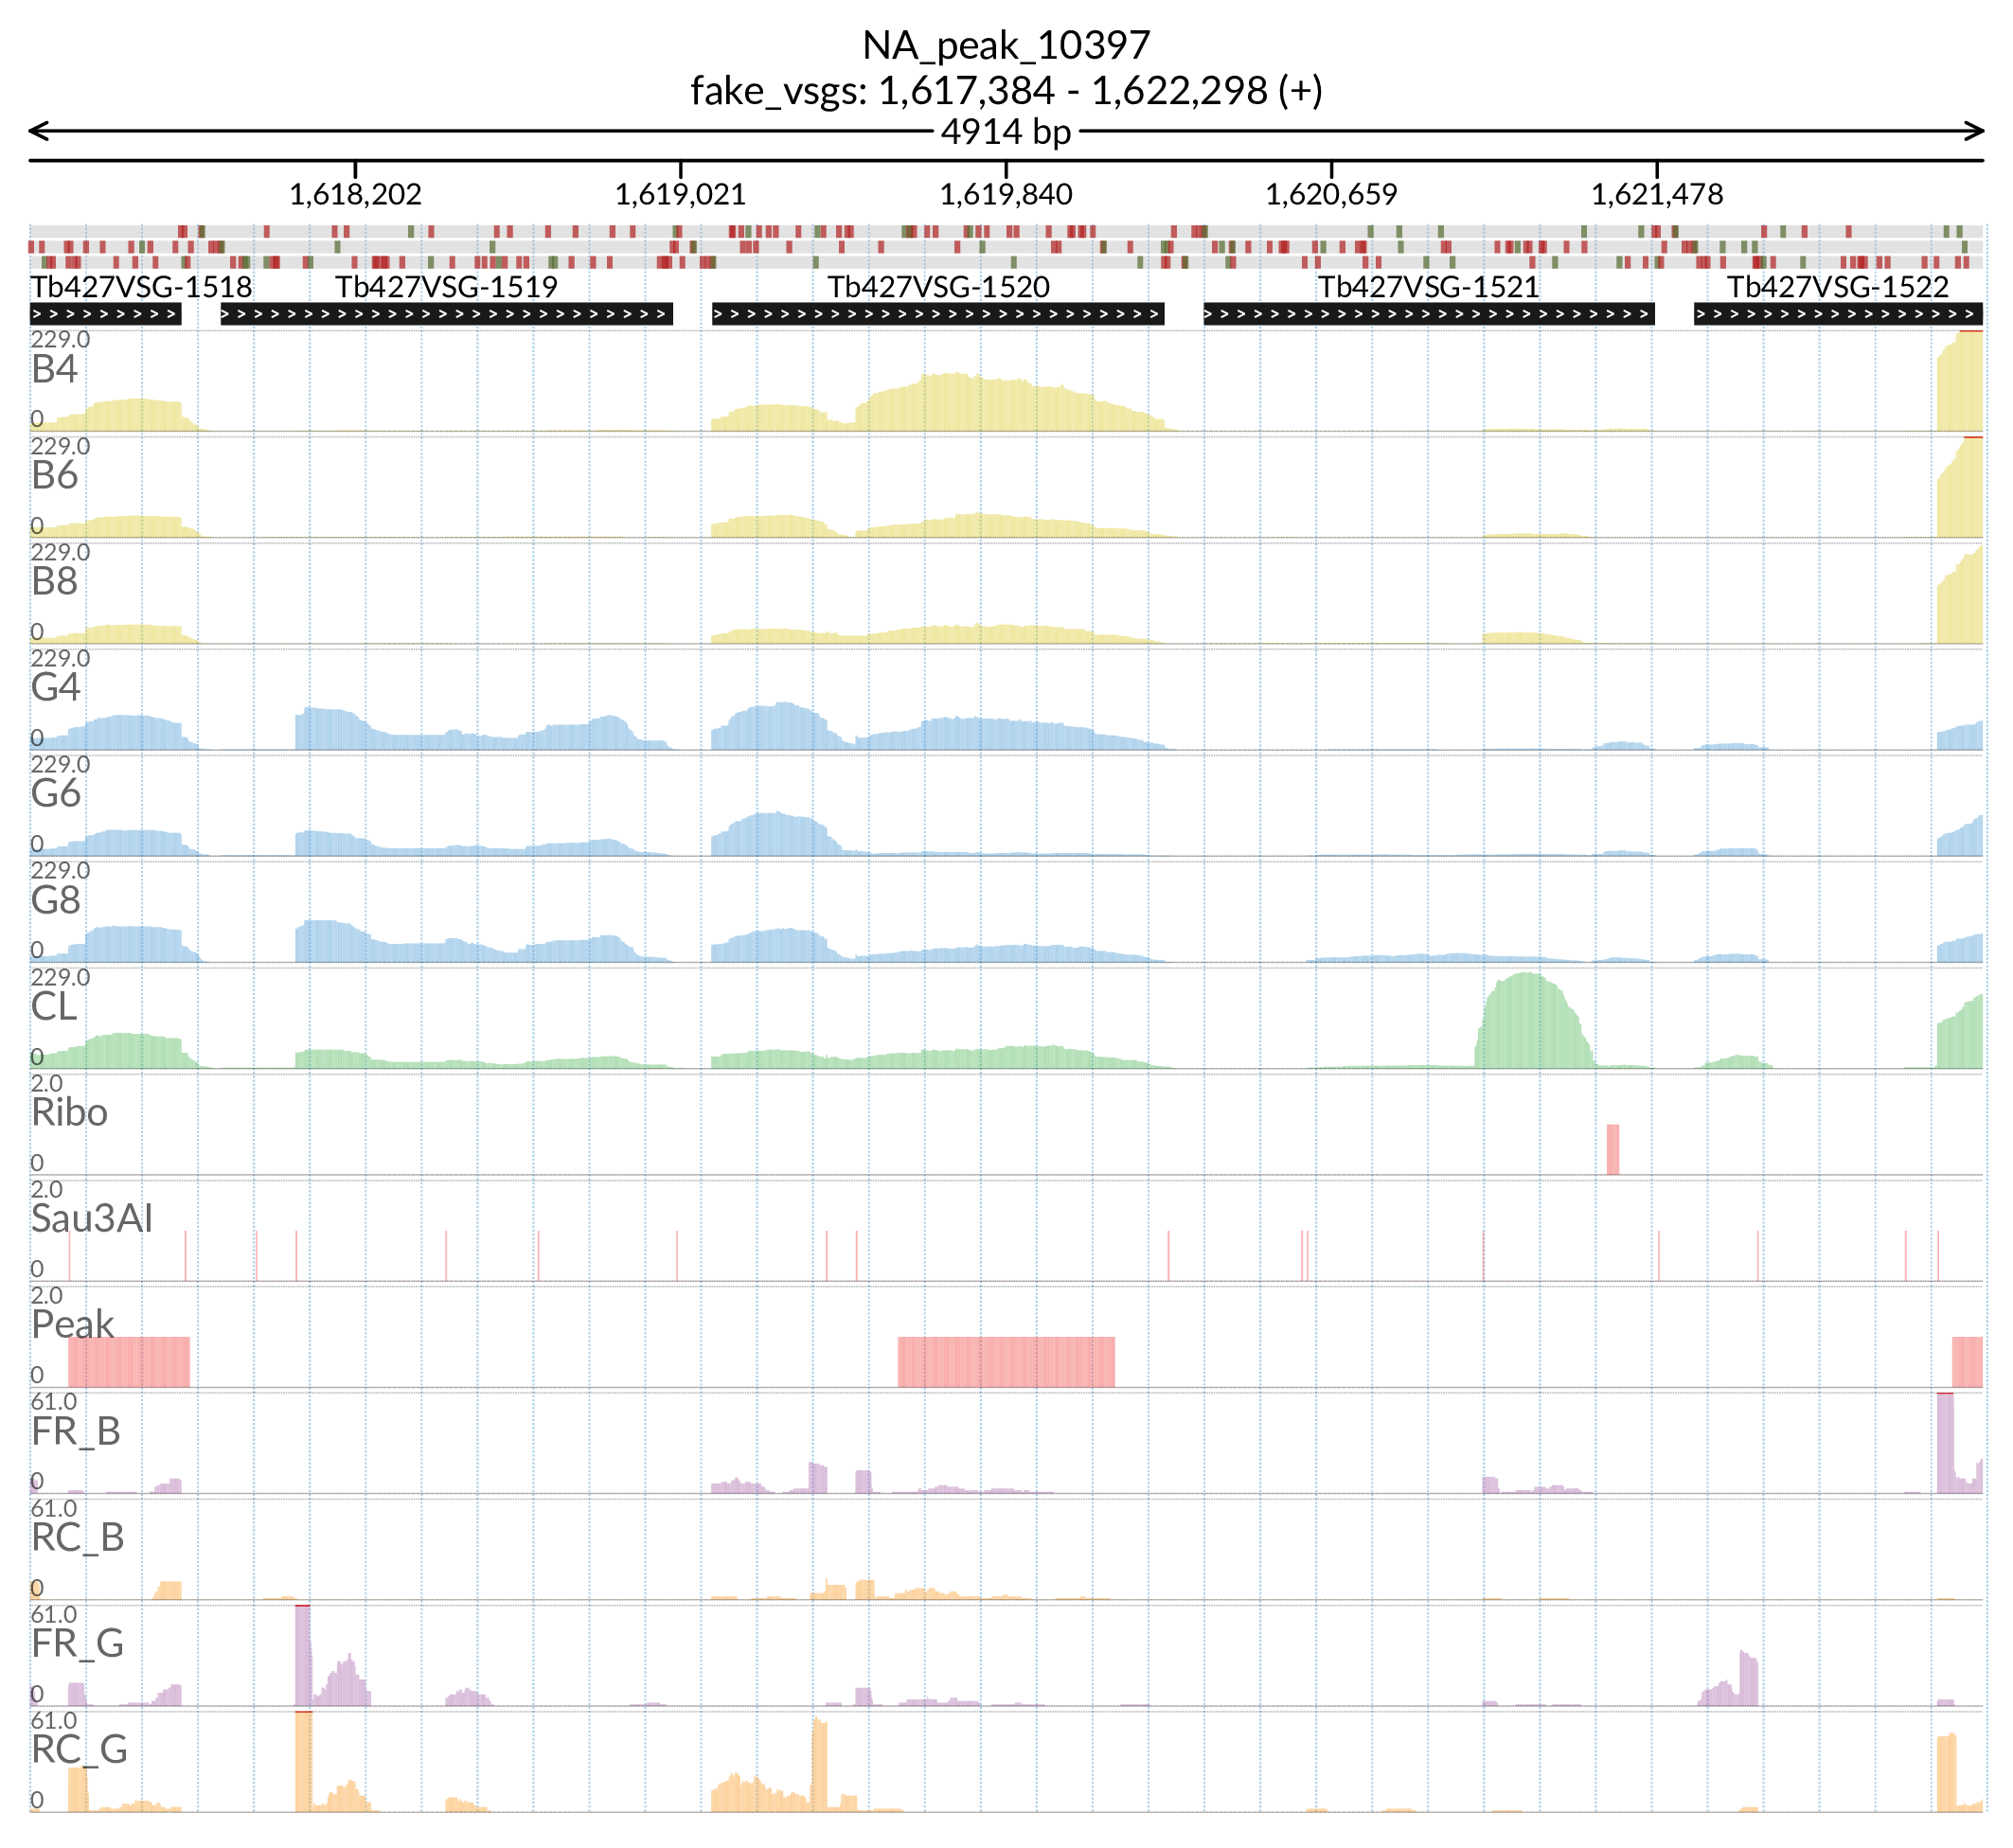 NA_peak_10397
fake_vsgs: 1,617,384 - 1,622,298 (+)
4914 bp
1,618,202 1,619,021 1,619,840 1,620,659 1,621,478
Tb427VSG-1518 Tb427VSG-1519 Tb427VSG-1520 Tb427VSG-1521 Tb427VSG-1522
229.0
B4
0
229.0
B6
0
229.0
B8
0
229.0
G4
0
229.0
G6
0
229.0
G8
0
229.0
CL
0
2.0
Ribo
0
2.0
Sau3AI
0
2.0
Peak
0
61.0
FR_B
0
61.0
RC_B
0
61.0
FR_G
0
61.0
RC_G
0